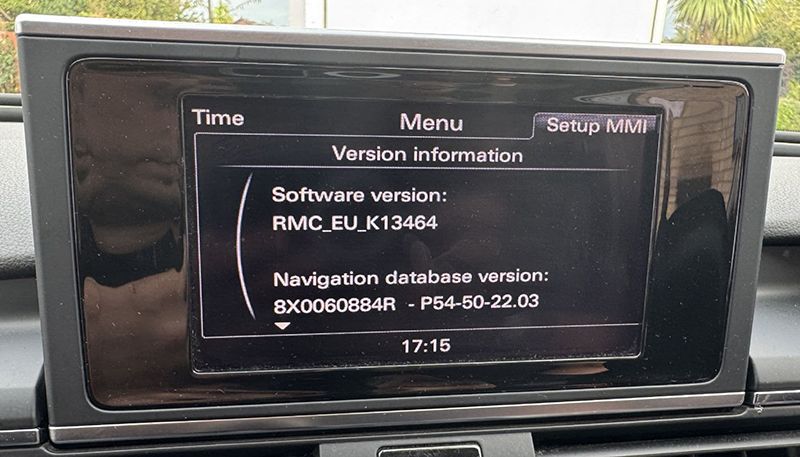 Time Menu Setup MMI
Version information
Software version:
RMC_EU_K13464
Navigation database version:
8X0060884R - P54-50-22.03
17:15